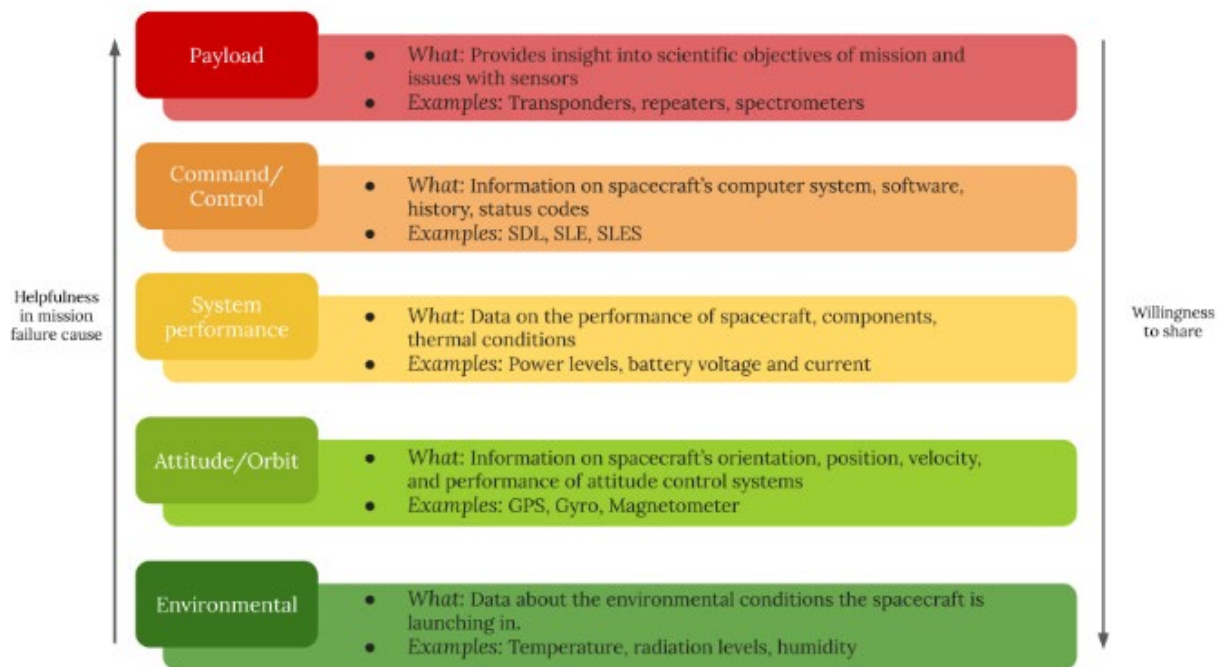 Payload
● What: Provides insight into scientific objectives of mission and
issues with sensors
● Examples: Transponders, repeaters, spectrometers
Command/
Control
● What: Information on spacecraft's computer system, software,
history, status codes
● Examples: SDL, SLE, SLES
Helpfulness
in mission
failure cause
System
performance
● What: Data on the performance of spacecraft, components,
thermal conditions
● Examples: Power levels, battery voltage and current
Willingness
to share
Attitude/Orbit
● What: Information on spacecraft's orientation, position, velocity,
and performance of attitude control systems
● Examples: GPS, Gyro, Magnetometer
Environmental
● What: Data about the environmental conditions the spacecraft is
launching in.
● Examples: Temperature, radiation levels, humidity